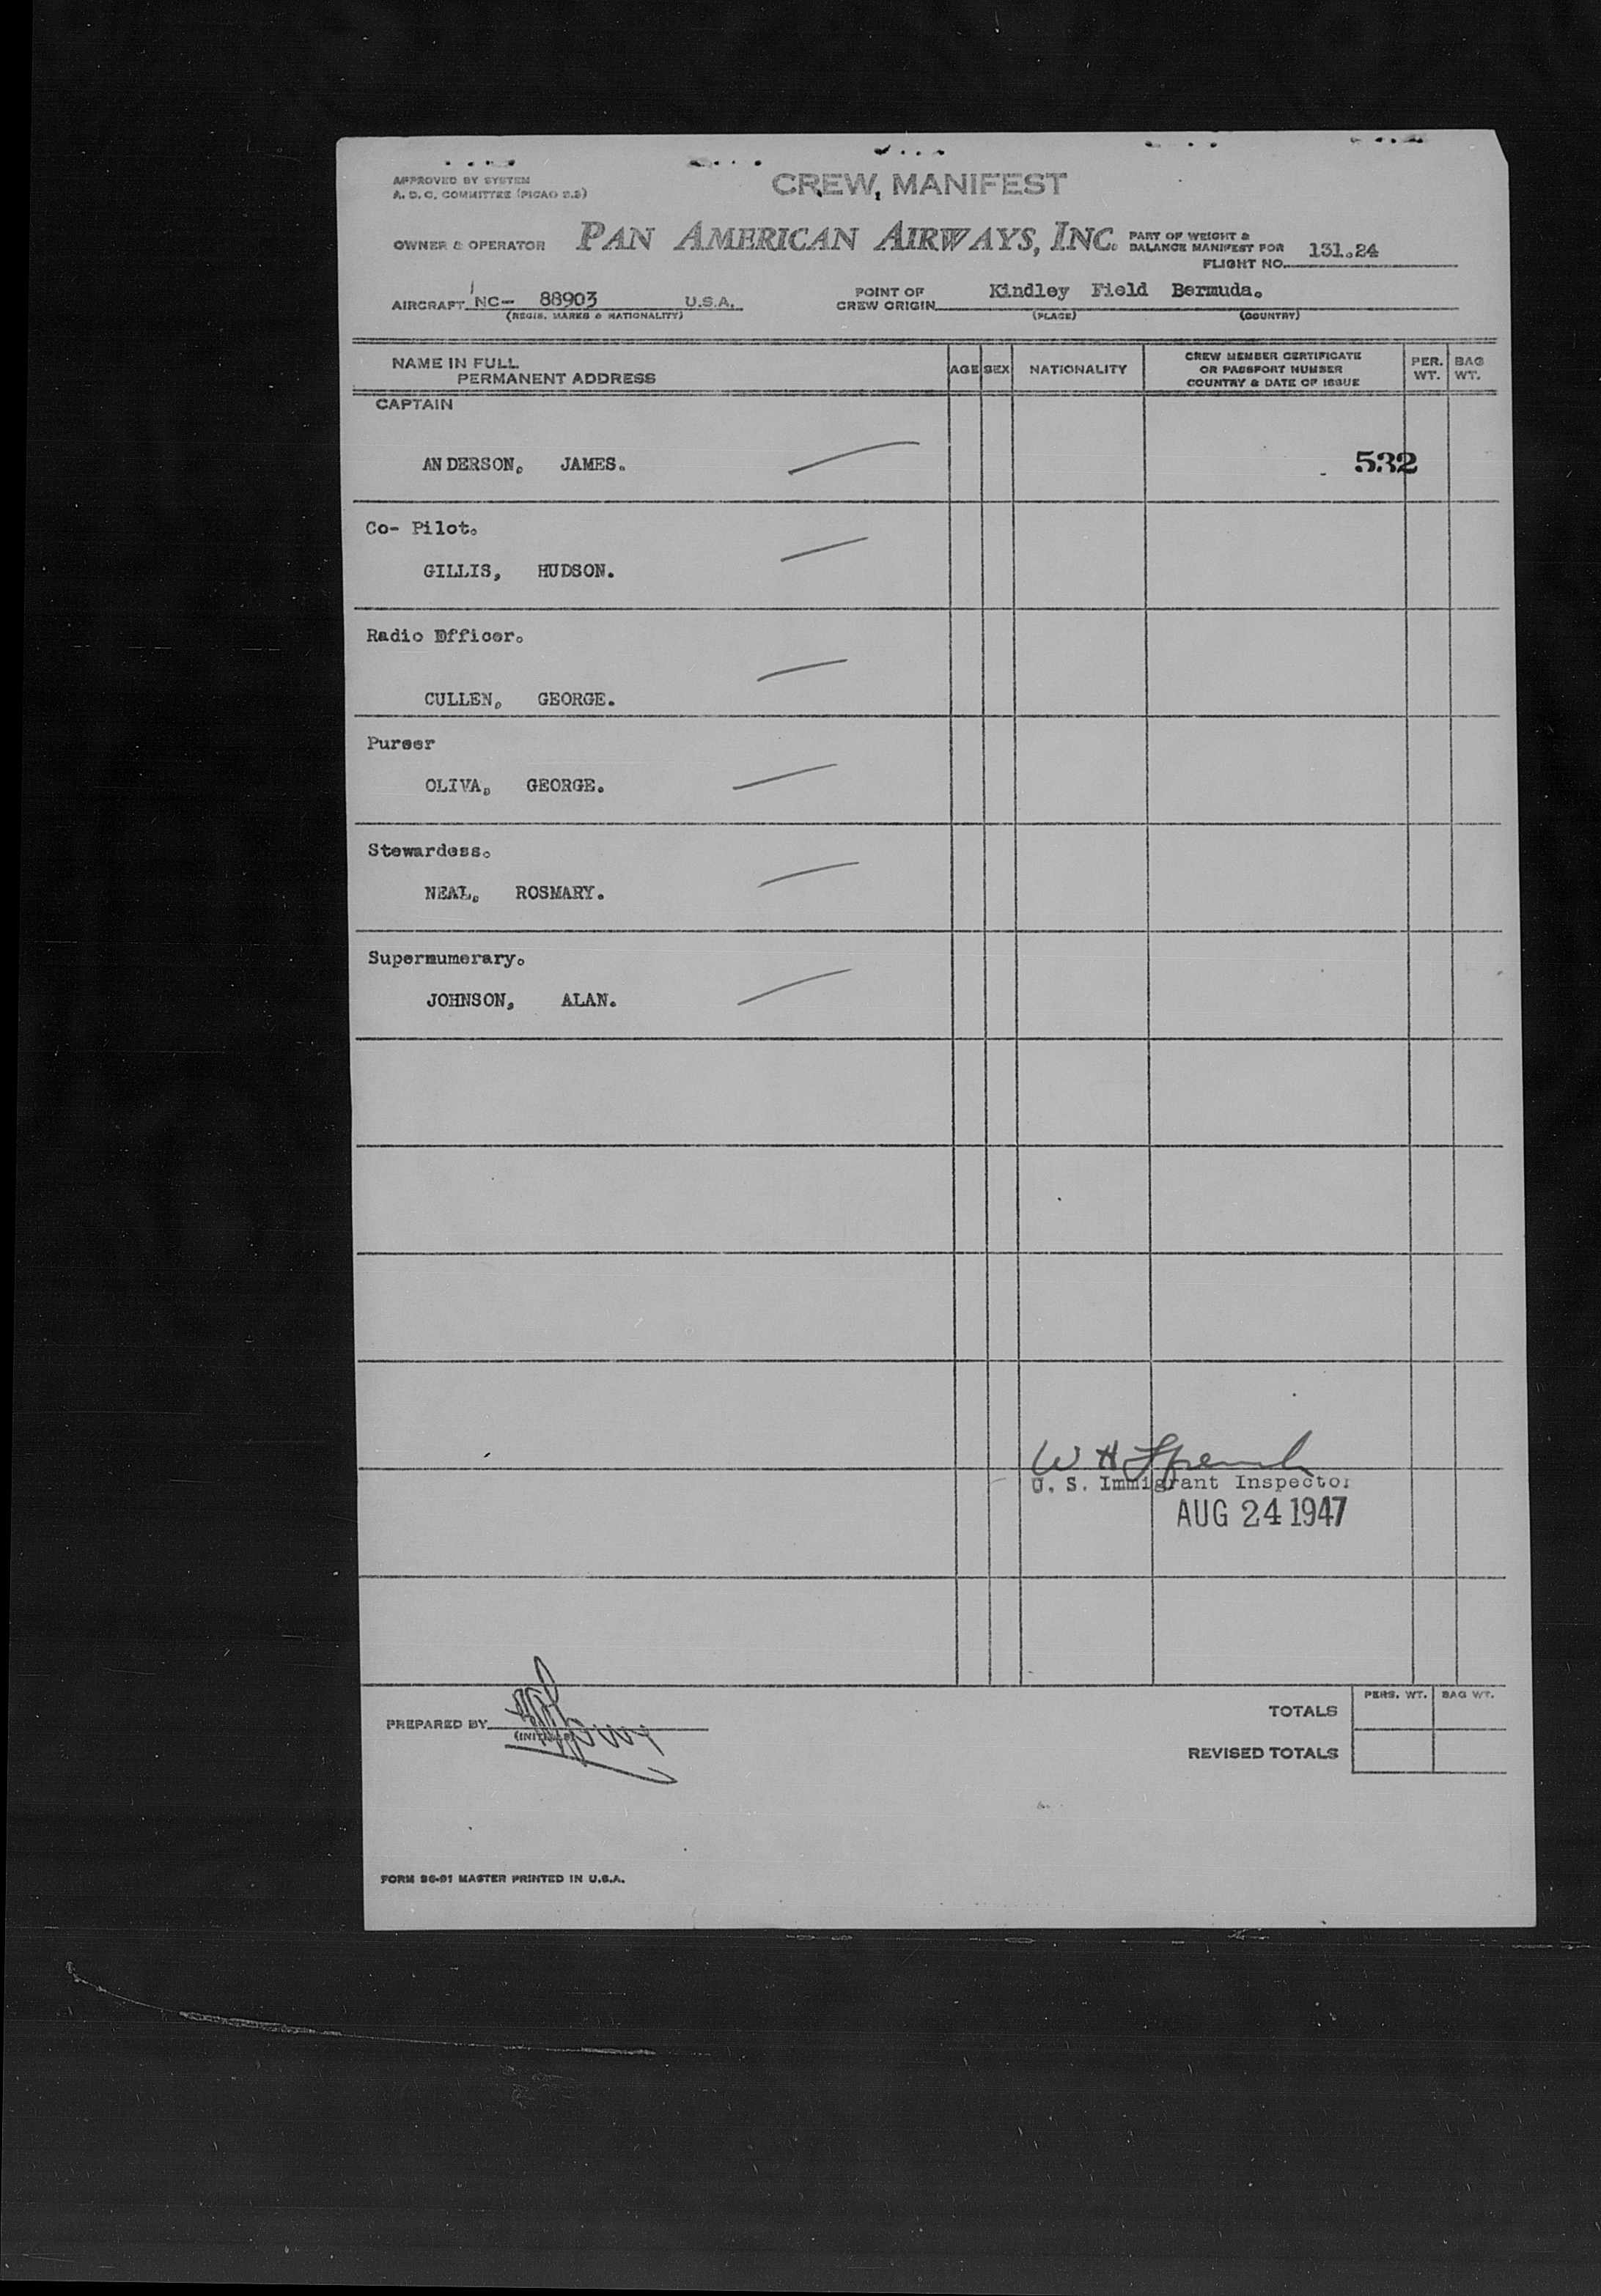 APPROVED BY SYSTEM
A. D. C. COMMITTEE (PICAO 2.3)
CREW, MANIFEST
OWNER & OPERATOR PAN AMERICAN AIRWAYS, INC. PART OF WEIGHT &
BALANCE MANIFEST FOR
FLIGHT NO. 131.24
AIRCRAFT NC- 88903 U.S.A.
(REGIS. MARKS & NATIONALITY)
POINT OF
CREW ORIGIN Kindley Field Bermuda.
(PLACE) (COUNTRY)
NAME IN FULL
PERMANENT ADDRESS
AGE SEX NATIONALITY
CREW MEMBER CERTIFICATE
OR PASSPORT NUMBER
COUNTRY & DATE OF ISSUE
PER.
WT.
BAG
WT.
CAPTAIN
ANDERSON, JAMES.
532
Co- Pilot.
GILLIS, HUDSON.
Radio Officer.
CULLEN, GEORGE.
Purser
OLIVA, GEORGE.
Stewardess.
NEAL, ROSMARY.
Supernumerary.
JOHNSON, ALAN.
W H
U. S. Immigrant Inspector
AUG 24 1947
PREPARED BY
(INITIALS)
TOTALS
PERS. WT. BAG WT.
REVISED TOTALS
FORM 96-91 MASTER PRINTED IN U.S.A.